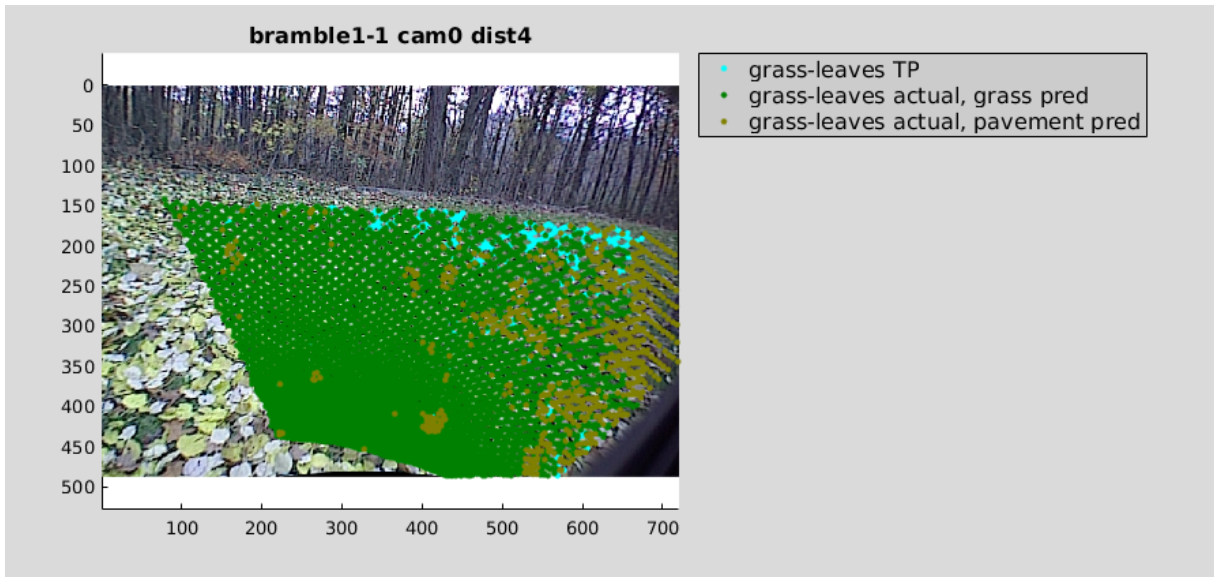 bramble1-1 cam0 dist4
grass-leaves TP
grass-leaves actual, grass pred
grass-leaves actual, pavement pred
0
50
100
150
200
250
300
350
400
450
500
100 200 300 400 500 600 700